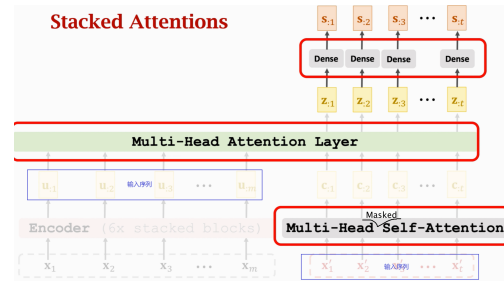 Stacked Attentions
s:1 s:2 s:3 ··· s:t
Dense Dense Dense Dense
z:1 z:2 z:3 ··· z:t
Multi-Head Attention Layer
u:1 u:2 输入序列 u:3 ··· u:m
c:1 c:2 c:3 ··· c:t
Masked
Encoder (6x stacked blocks)
Multi-Head Self-Attention
x1 x2 x3 ··· xm
x′1 x′2 x′3 输入序列 x′t